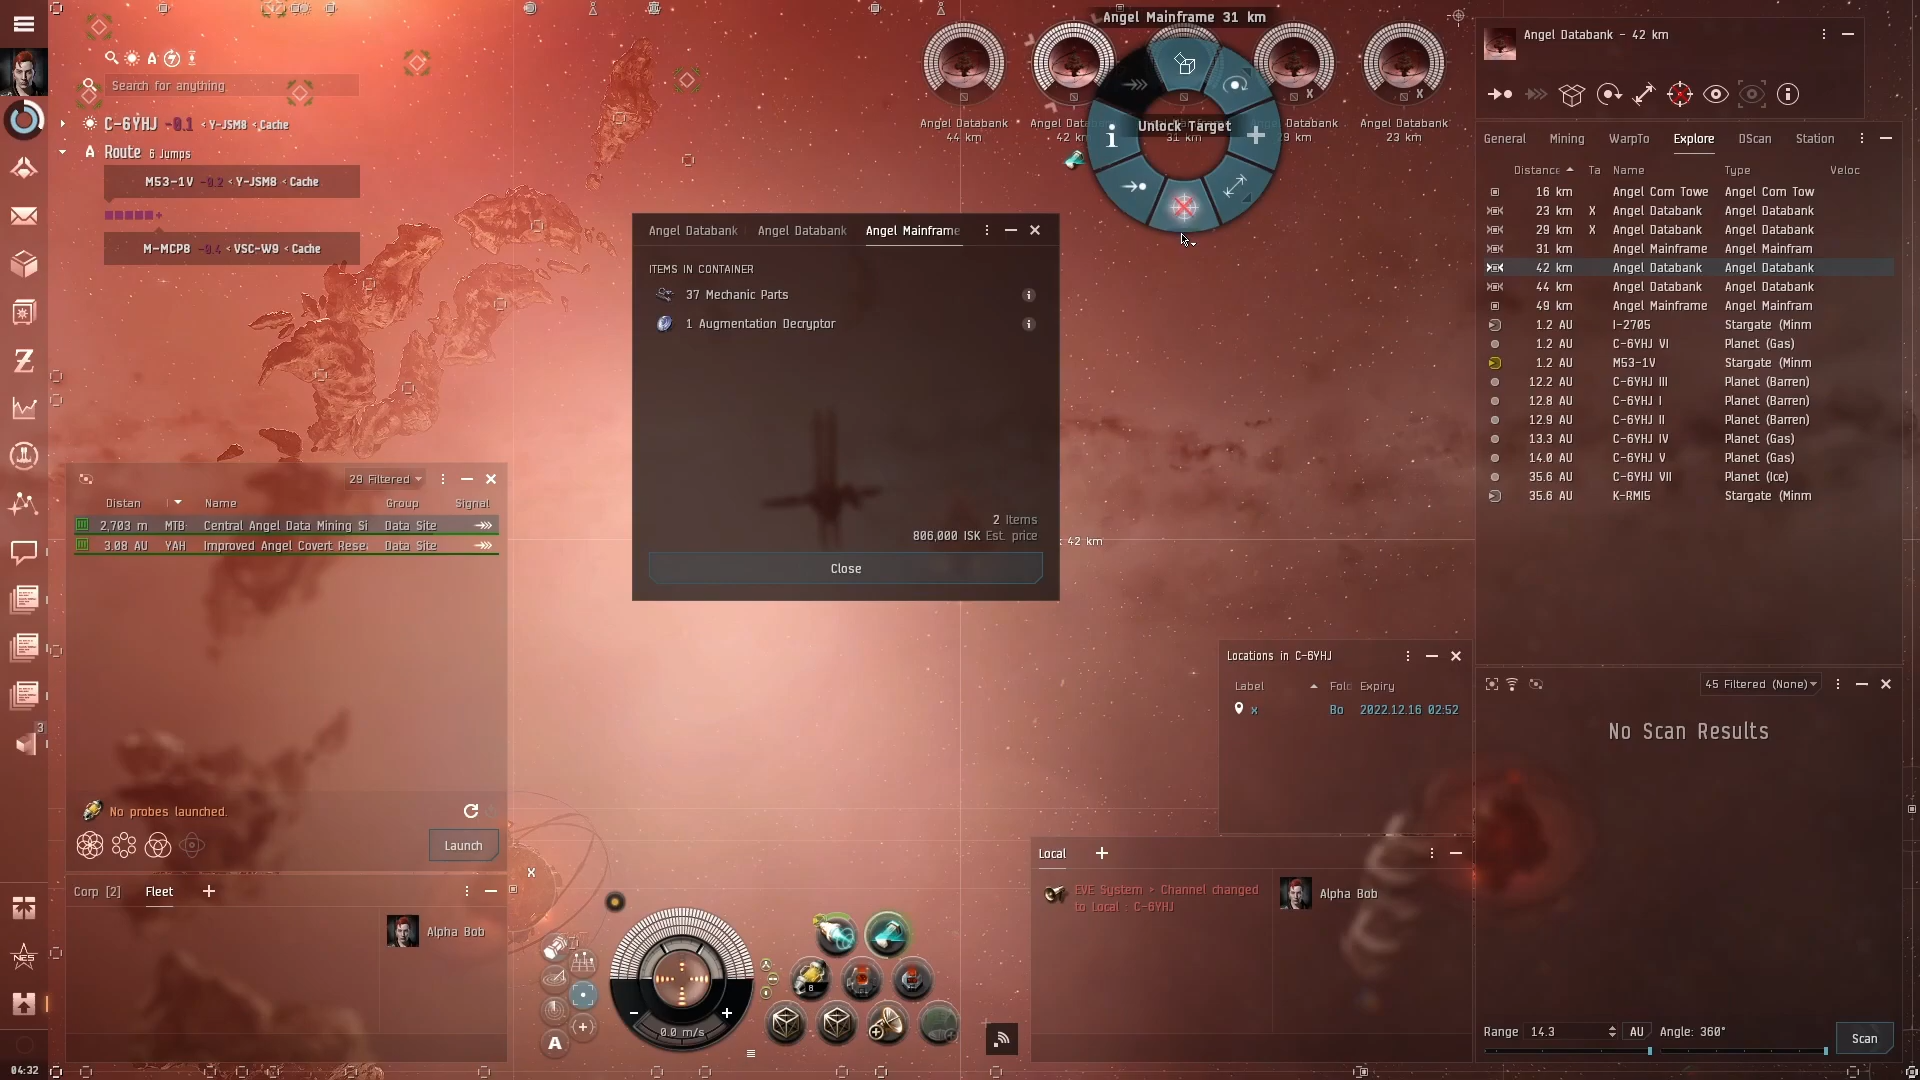 Search for anything
C-6YHJ -0.1 < Y-JSM8 < Cache
Route 6 Jumps
M53-1V -0.2 < Y-JSM8 < Cache
M-MCP8 -0.4 < VSC-W9 < Cache
Angel Mainframe 31 km
Unlock Target
Angel Databank
44 km
42 km
31 km
Angel Databank
23 km
Angel Databank Angel Databank Angel Mainframe
ITEMS IN CONTAINER
37 Mechanic Parts
1 Augmentation Decryptor
2 Items
806,000 ISK Est. price
Close
42 km
Angel Databank - 42 km
General Mining WarpTo Explore DScan Station
Distance Ta Name Type Veloc
16 km Angel Com Towe Angel Com Tow
23 km X Angel Databank Angel Databank
29 km X Angel Databank Angel Databank
31 km Angel Mainframe Angel Mainfram
42 km Angel Databank Angel Databank
44 km Angel Databank Angel Databank
49 km Angel Mainframe Angel Mainfram
1.2 AU I-2705 Stargate (Minm
1.2 AU C-6YHJ VI Planet (Gas)
1.2 AU M53-1V Stargate (Minm
12.2 AU C-6YHJ III Planet (Barren)
12.8 AU C-6YHJ I Planet (Barren)
12.9 AU C-6YHJ II Planet (Barren)
13.3 AU C-6YHJ IV Planet (Gas)
14.0 AU C-6YHJ V Planet (Gas)
35.6 AU C-6YHJ VII Planet (Ice)
35.6 AU K-RMI5 Stargate (Minm
29 Filtered
Distan Name Group Signal
2,703 m MTB- Central Angel Data Mining Si Data Site
3.08 AU YAH Improved Angel Covert Rese Data Site
No probes launched.
Launch
Corp [2] Fleet
Alpha Bob
0.0 m/s
8
A
Locations in C-6YHJ
Label Fold Expiry
x Bo 2022.12.16 02:52
Local
EVE System > Channel changed
to Local : C-6YHJ
Alpha Bob
45 Filtered (None)
No Scan Results
Range 14.3 AU Angle: 360°
Scan
3
NES
04:32